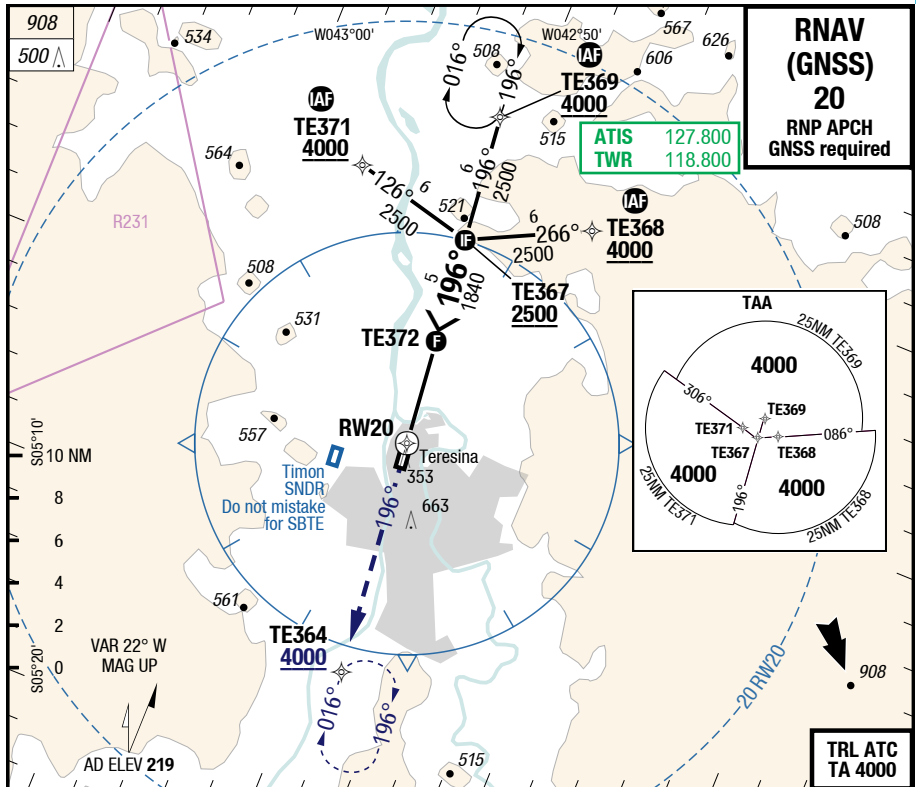 908
500
534
W043°00'
508
W042°50'
567
606
626
RNAV
(GNSS)
20
RNP APCH
GNSS required
IAF
TE371
4000
016°
196°
IAF
TE369
4000
515
ATIS 127.800
TWR 118.800
564
126°
6
2500
196°
6
2500
521
6
266°
2500
IAF
TE368
4000
508
R231
IF
508
531
5
196°
1840
TE367
2500
TE372
F
TAA
25NM TE369
4000
306°
TE371
TE369
TE367
TE368
086°
4000
196°
4000
25NM TE371
25NM TE368
S05°10'
557
RW20
Teresina
353
663
Timon
SNDR
Do not mistake
for SBTE
10 NM
8
6
4
2
0
196°
561
TE364
4000
016°
196°
S05°20'
VAR 22° W
MAG UP
AD ELEV 219
515
20 RW20
908
TRL ATC
TA 4000